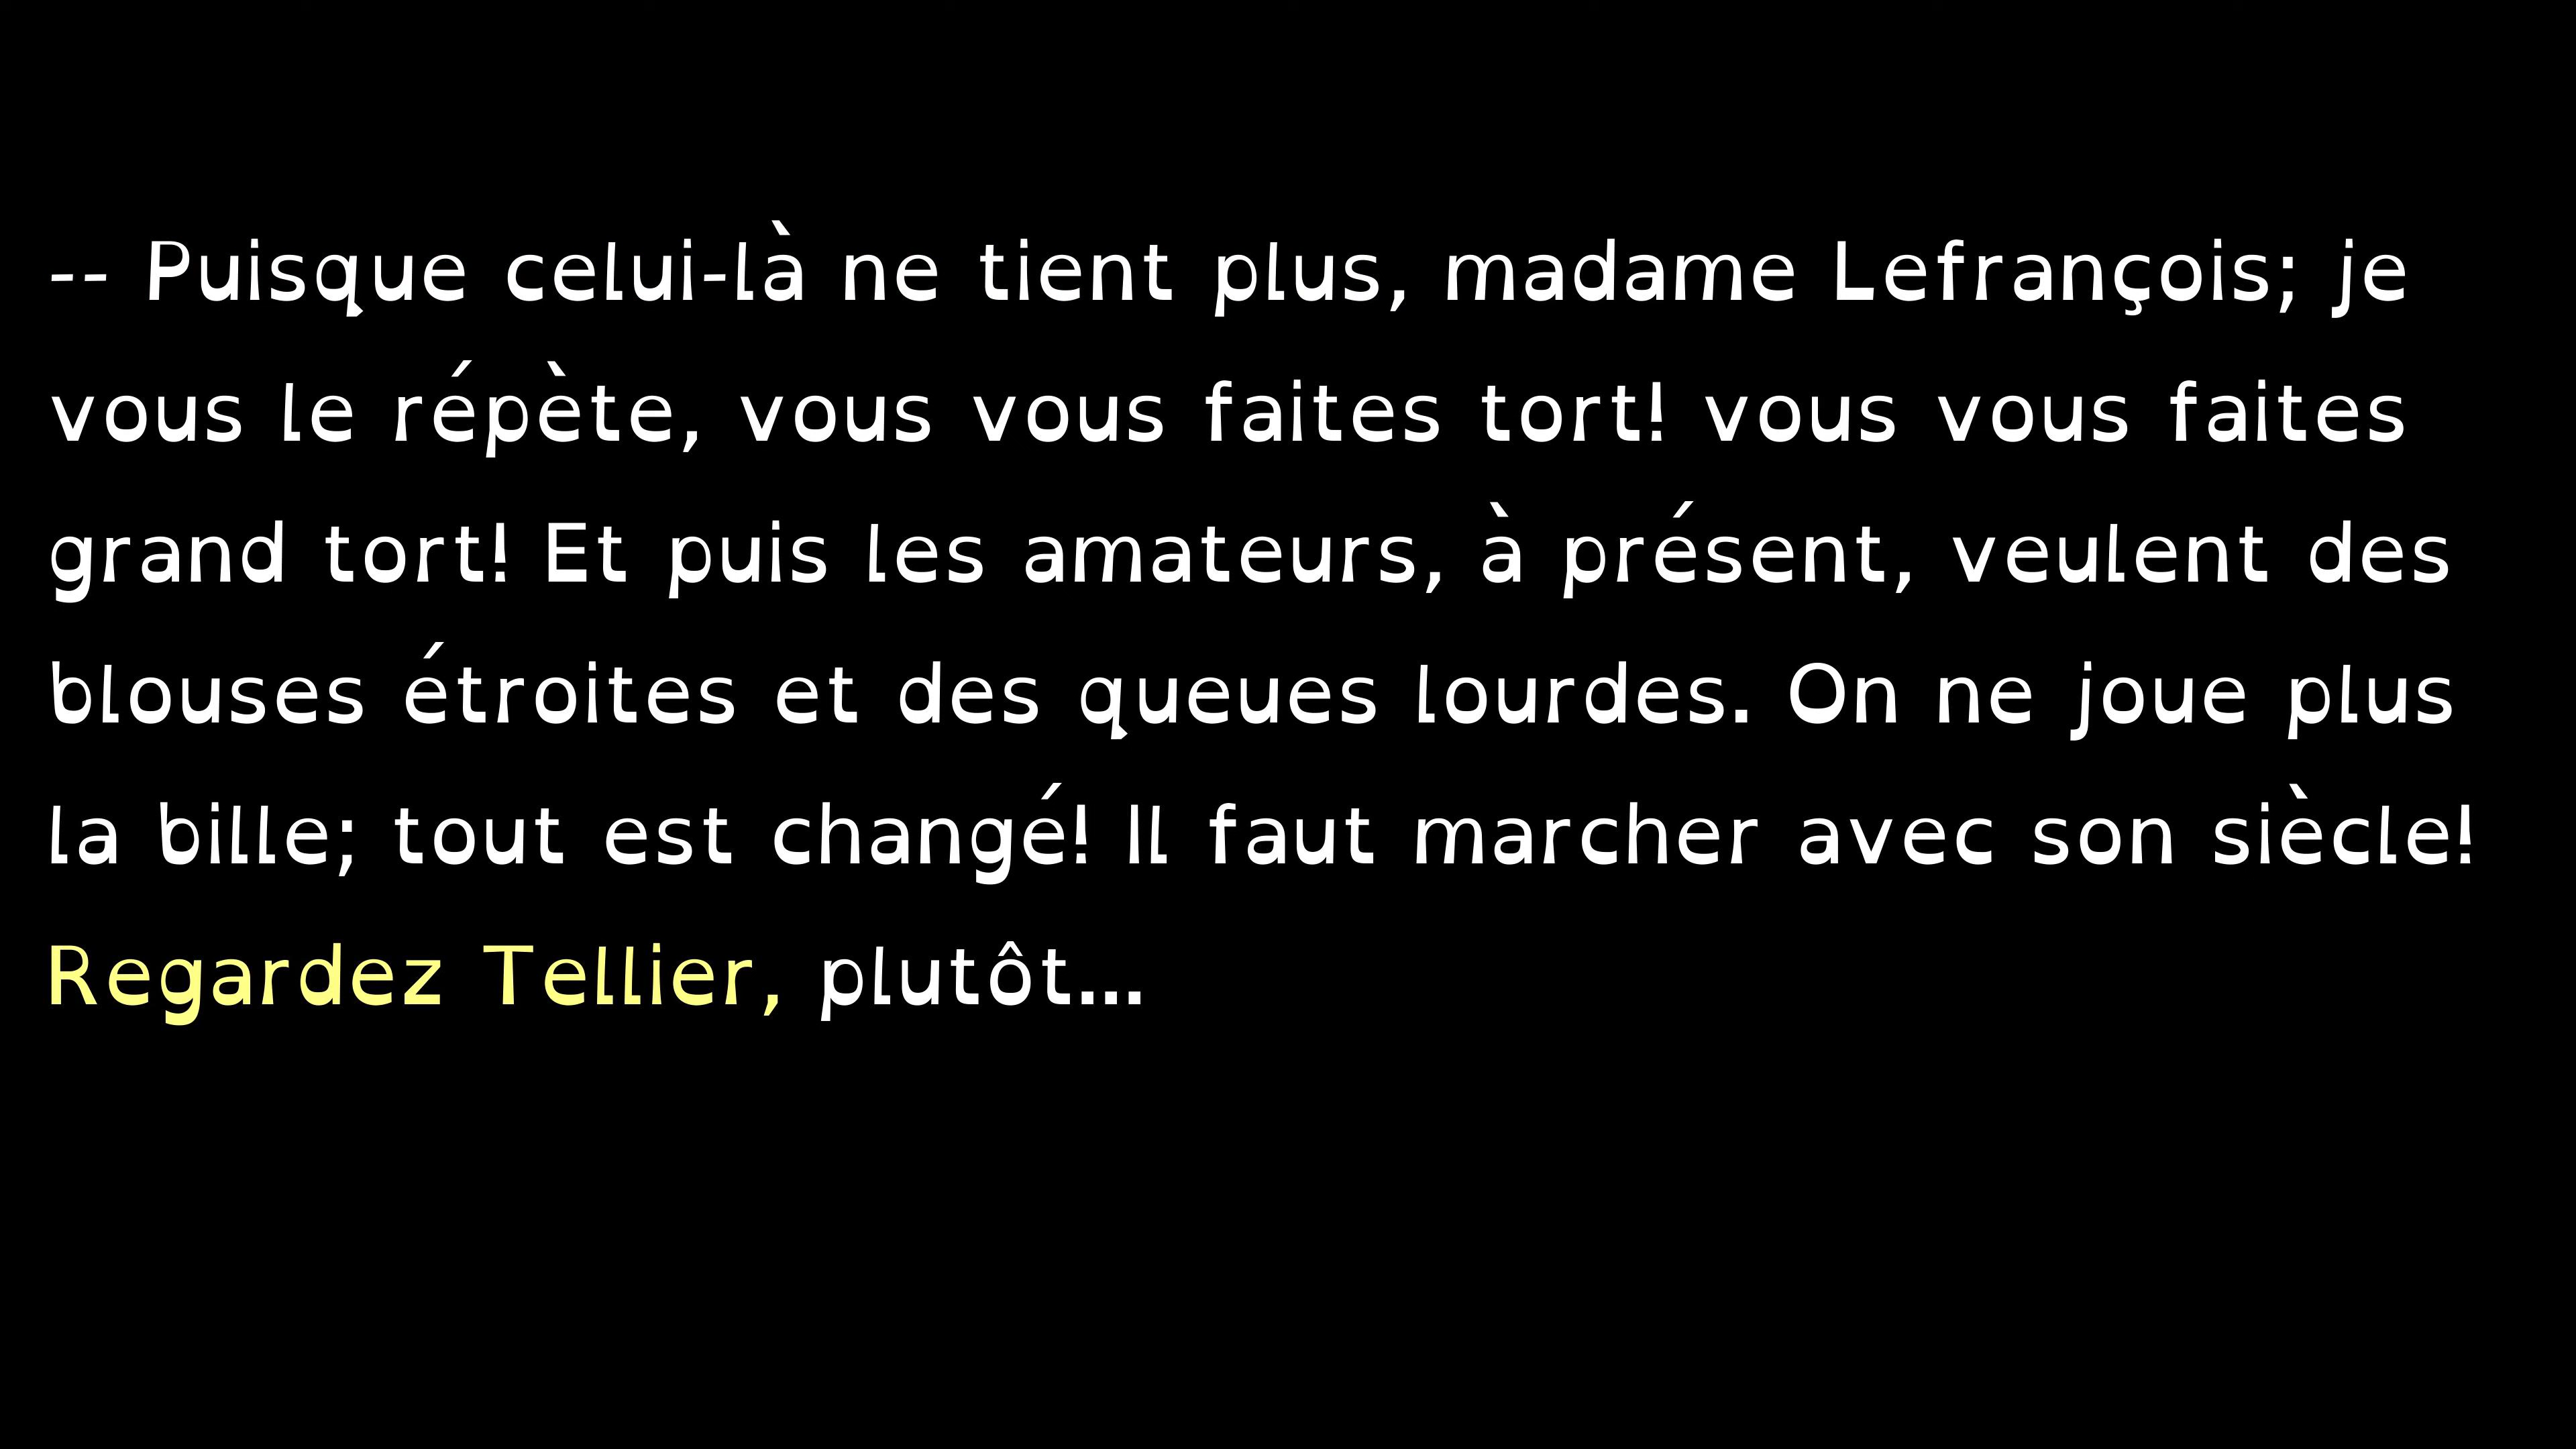 -- Puisque celui-là ne tient plus, madame Lefrançois; je
vous le répète, vous vous faites tort! vous vous faites
grand tort! Et puis les amateurs, à présent, veulent des
blouses étroites et des queues lourdes. On ne joue plus
la bille; tout est changé! Il faut marcher avec son siècle!
Regardez Tellier, plutôt...